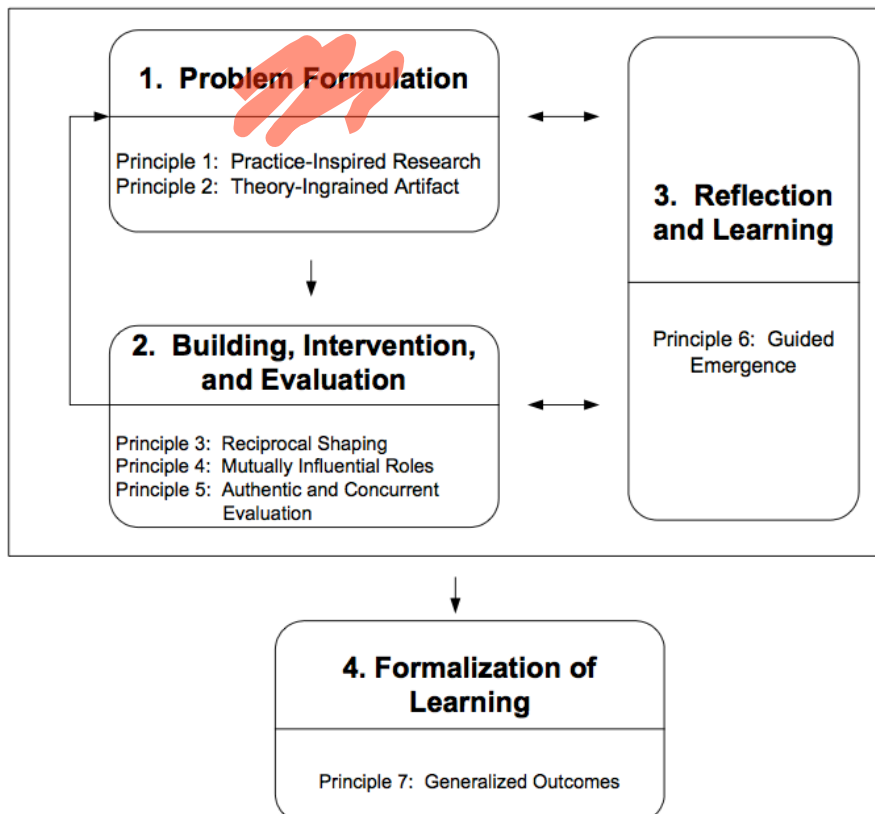 1. Problem Formulation
Principle 1: Practice-Inspired Research
Principle 2: Theory-Ingrained Artifact
2. Building, Intervention,
and Evaluation
Principle 3: Reciprocal Shaping
Principle 4: Mutually Influential Roles
Principle 5: Authentic and Concurrent
Evaluation
3. Reflection
and Learning
Principle 6: Guided
Emergence
4. Formalization of
Learning
Principle 7: Generalized Outcomes